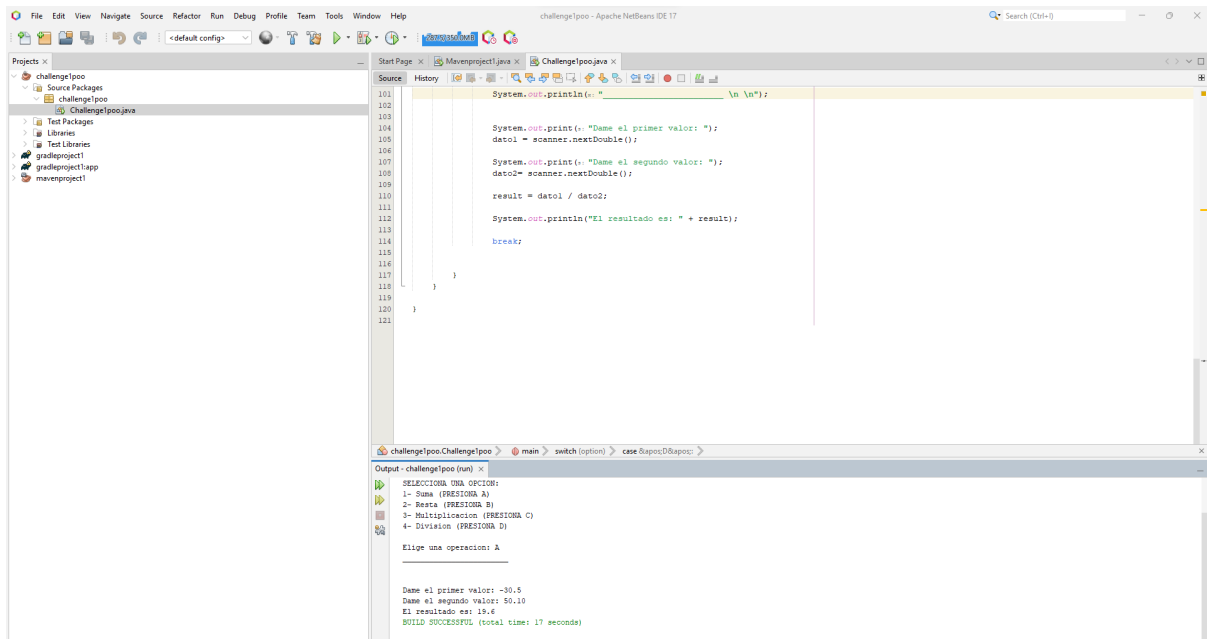 File Edit View Navigate Source Refactor Run Debug Profile Team Tools Window Help
challenge1poo - Apache NetBeans IDE 17
Search (Ctrl+I)
<default config>
Projects
challenge1poo
Source Packages
challenge1poo
Challenge1poo.java
Test Packages
Libraries
Test Libraries
gradleproject1
gradleproject1:app
mavenproject1
Start Page Mavenproject1.java Challenge1poo.java
Source History
101 System.out.println(x: "________________________ \n \n");
102
103
104 System.out.print(s: "Dame el primer valor: ");
105 dato1 = scanner.nextDouble();
106
107 System.out.print(s: "Dame el segundo valor: ");
108 dato2= scanner.nextDouble();
109
110 result = dato1 / dato2;
111
112 System.out.println("El resultado es: " + result);
113
114 break;
115
116
117 }
118 }
119
120 }
121
challenge1poo.Challenge1poo main switch (option) case &apos;D&apos;:
Output - challenge1poo (run)
SELECCIONA UNA OPCION:
1- Suma (PRESIONA A)
2- Resta (PRESIONA B)
3- Multiplicacion (PRESIONA C)
4- Division (PRESIONA D)
Elige una operacion: A
_____________________
Dame el primer valor: -30.5
Dame el segundo valor: 50.10
El resultado es: 19.6
BUILD SUCCESSFUL (total time: 17 seconds)